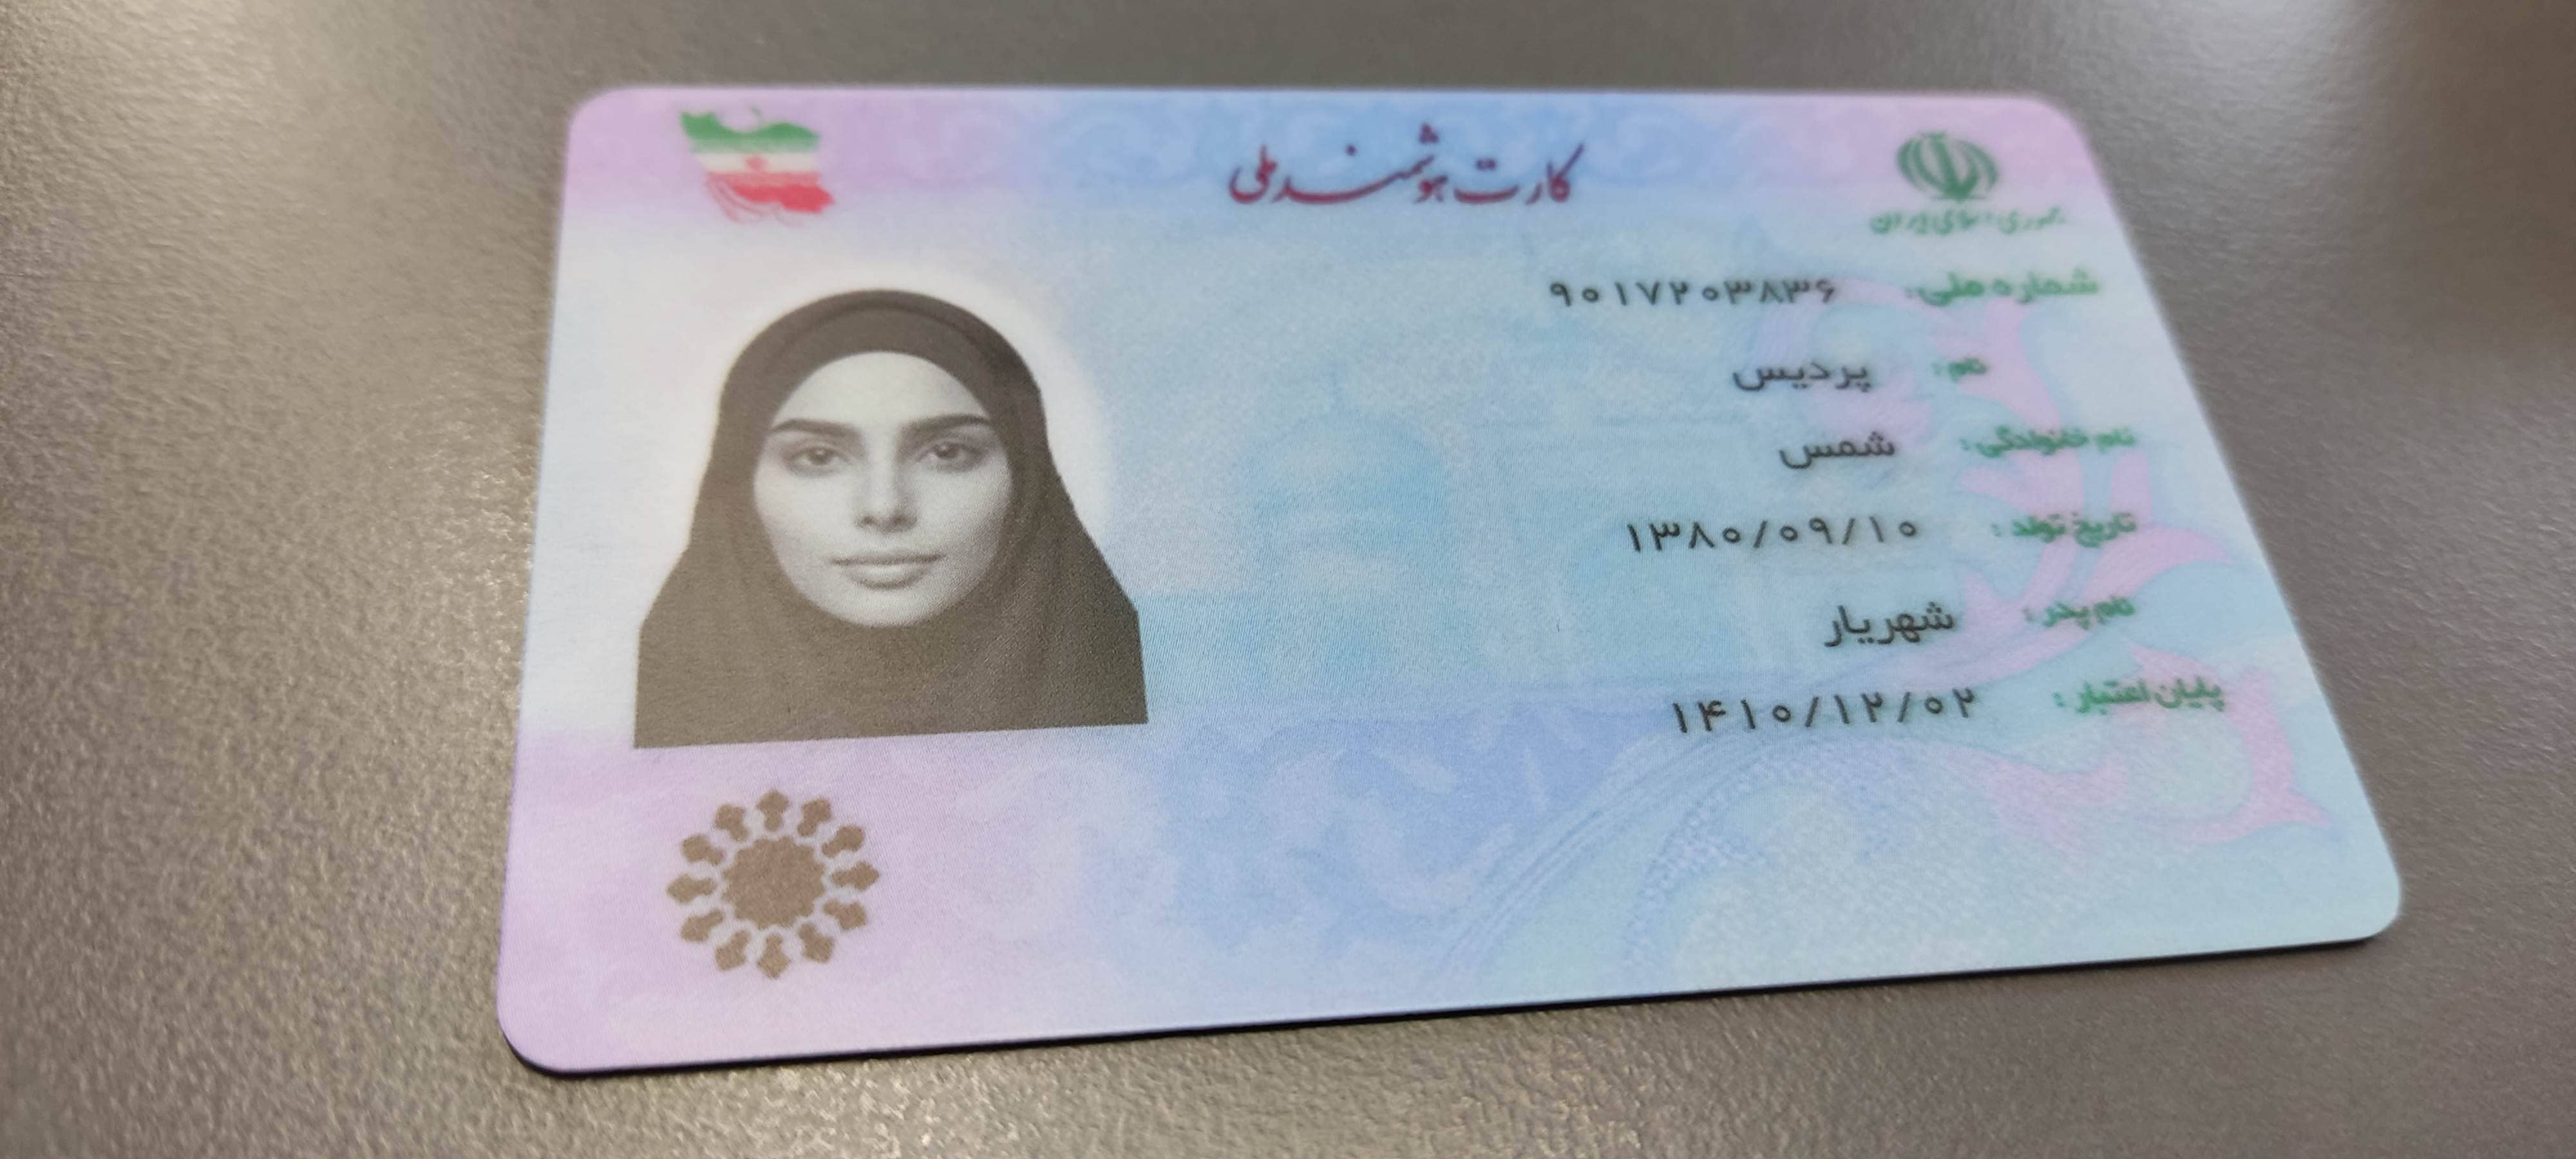 کارت هوشمند ملی
جمهوری اسلامی ایران
شماره ملی: ۹۰۱۷۲۰۳۸۳۶
نام: پردیس
نام خانوادگی: شمس
تاریخ تولد: ۱۳۸۰/۰۹/۱۰
نام پدر: شهریار
پایان اعتبار: ۱۴۱۰/۱۲/۰۲